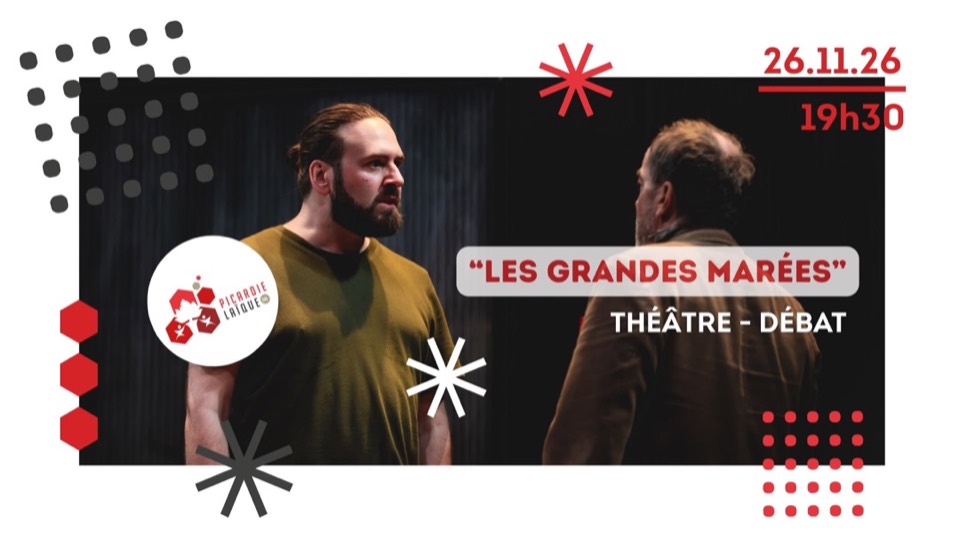 26.11.26
19h30
PICARDIE
LAÏQUE
“LES GRANDES MARÉES”
THÉÂTRE - DÉBAT